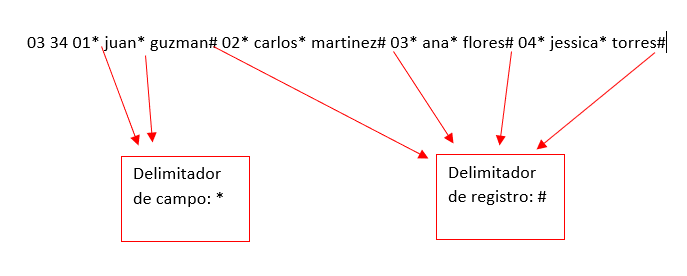 03 34 01* juan* guzman# 02* carlos* martinez# 03* ana* flores# 04* jessica* torres#
Delimitador
de campo: *
Delimitador
de registro: #